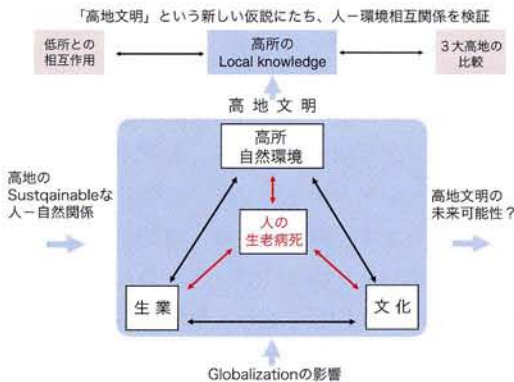 「高地文明」という新しい仮説にたち、人ー環境相互関係を検証
低所との
相互作用
高所の
Local knowledge
３大高地の
比較
高 地 文 明
高所
自然環境
高地の
Sustqainableな
人ー自然関係
人の
生老病死
高地文明の
未来可能性？
生 業
文 化
Globalizationの影響